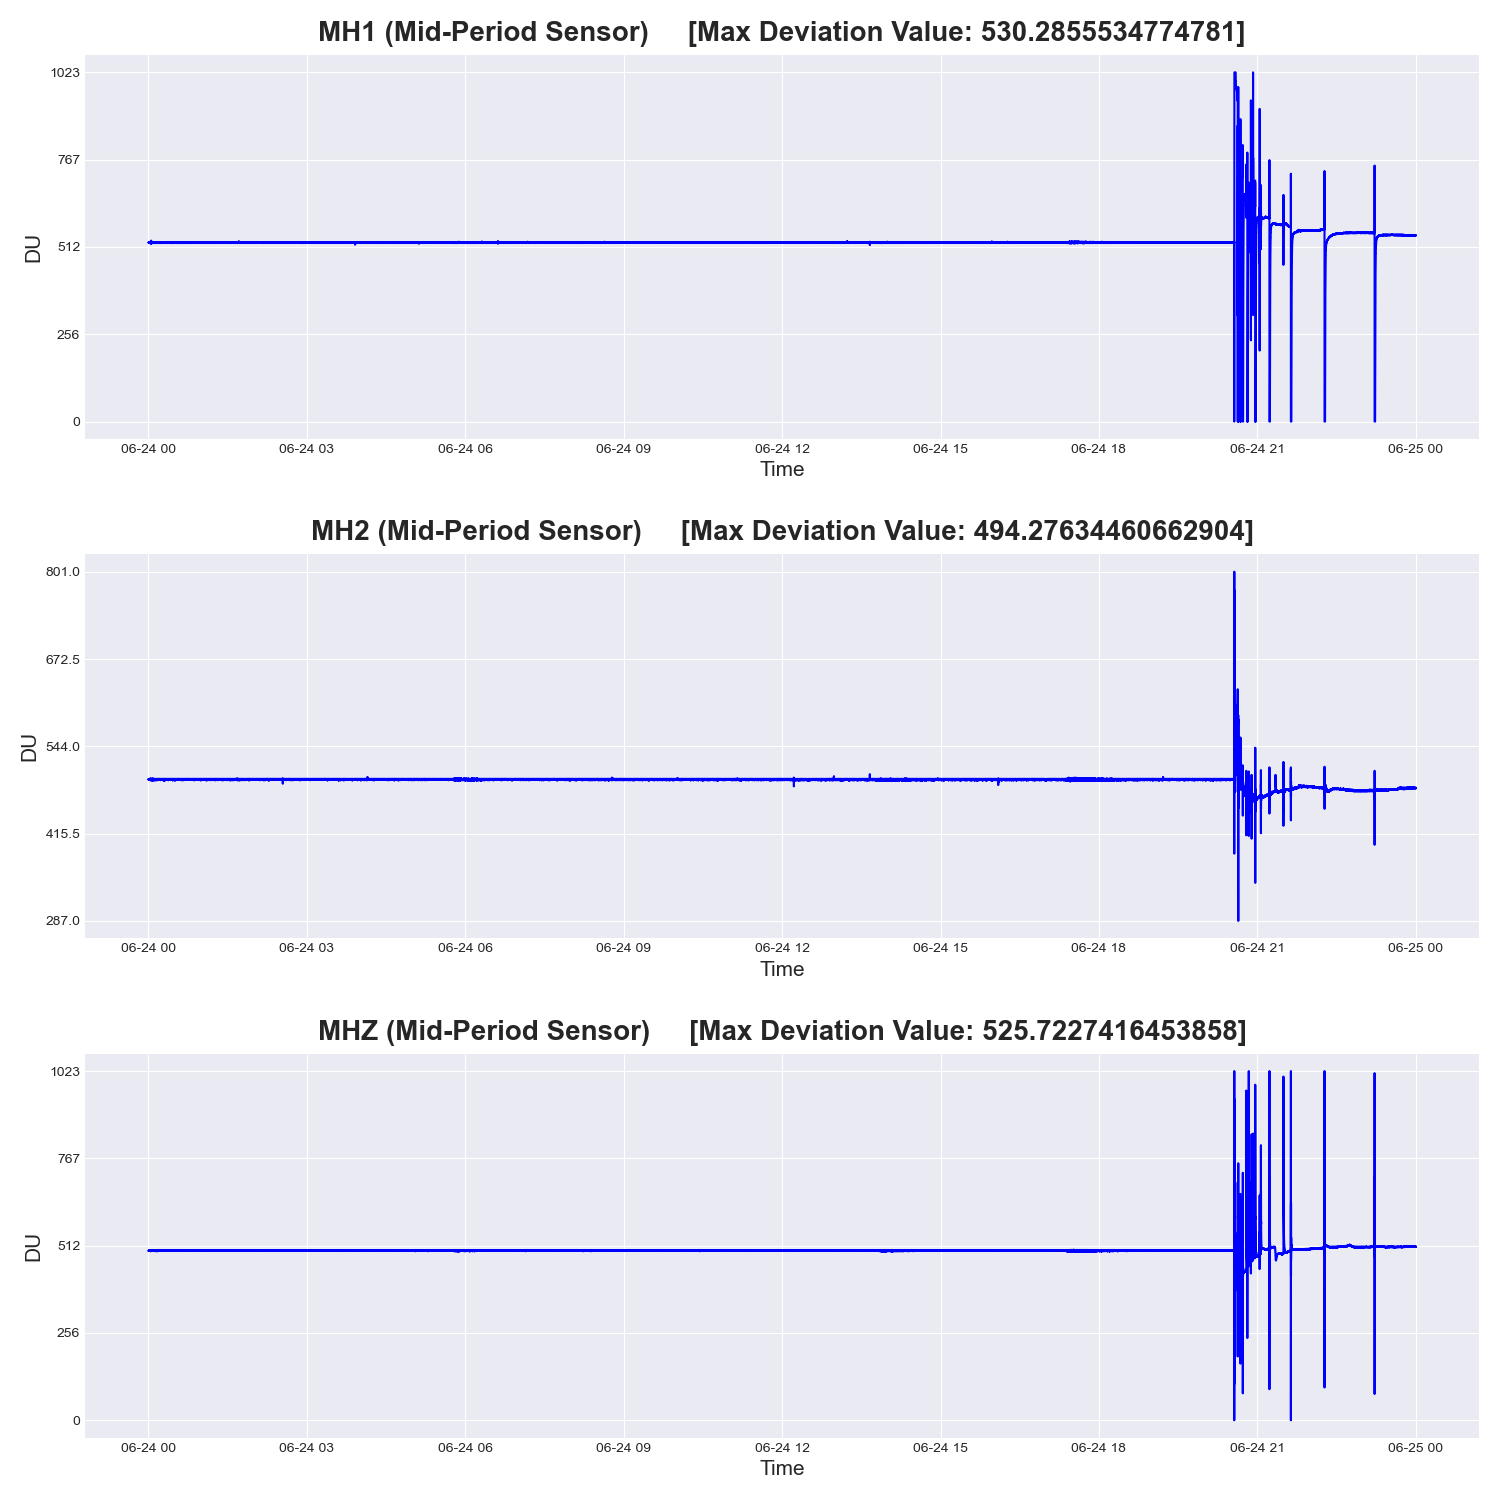 MH1 (Mid-Period Sensor) [Max Deviation Value: 530.2855534774781]
1023
767
512
256
0
DU
06-24 00 06-24 03 06-24 06 06-24 09 06-24 12 06-24 15 06-24 18 06-24 21 06-25 00
Time
MH2 (Mid-Period Sensor) [Max Deviation Value: 494.27634460662904]
801.0
672.5
544.0
415.5
287.0
DU
06-24 00 06-24 03 06-24 06 06-24 09 06-24 12 06-24 15 06-24 18 06-24 21 06-25 00
Time
MHZ (Mid-Period Sensor) [Max Deviation Value: 525.7227416453858]
1023
767
512
256
0
DU
06-24 00 06-24 03 06-24 06 06-24 09 06-24 12 06-24 15 06-24 18 06-24 21 06-25 00
Time